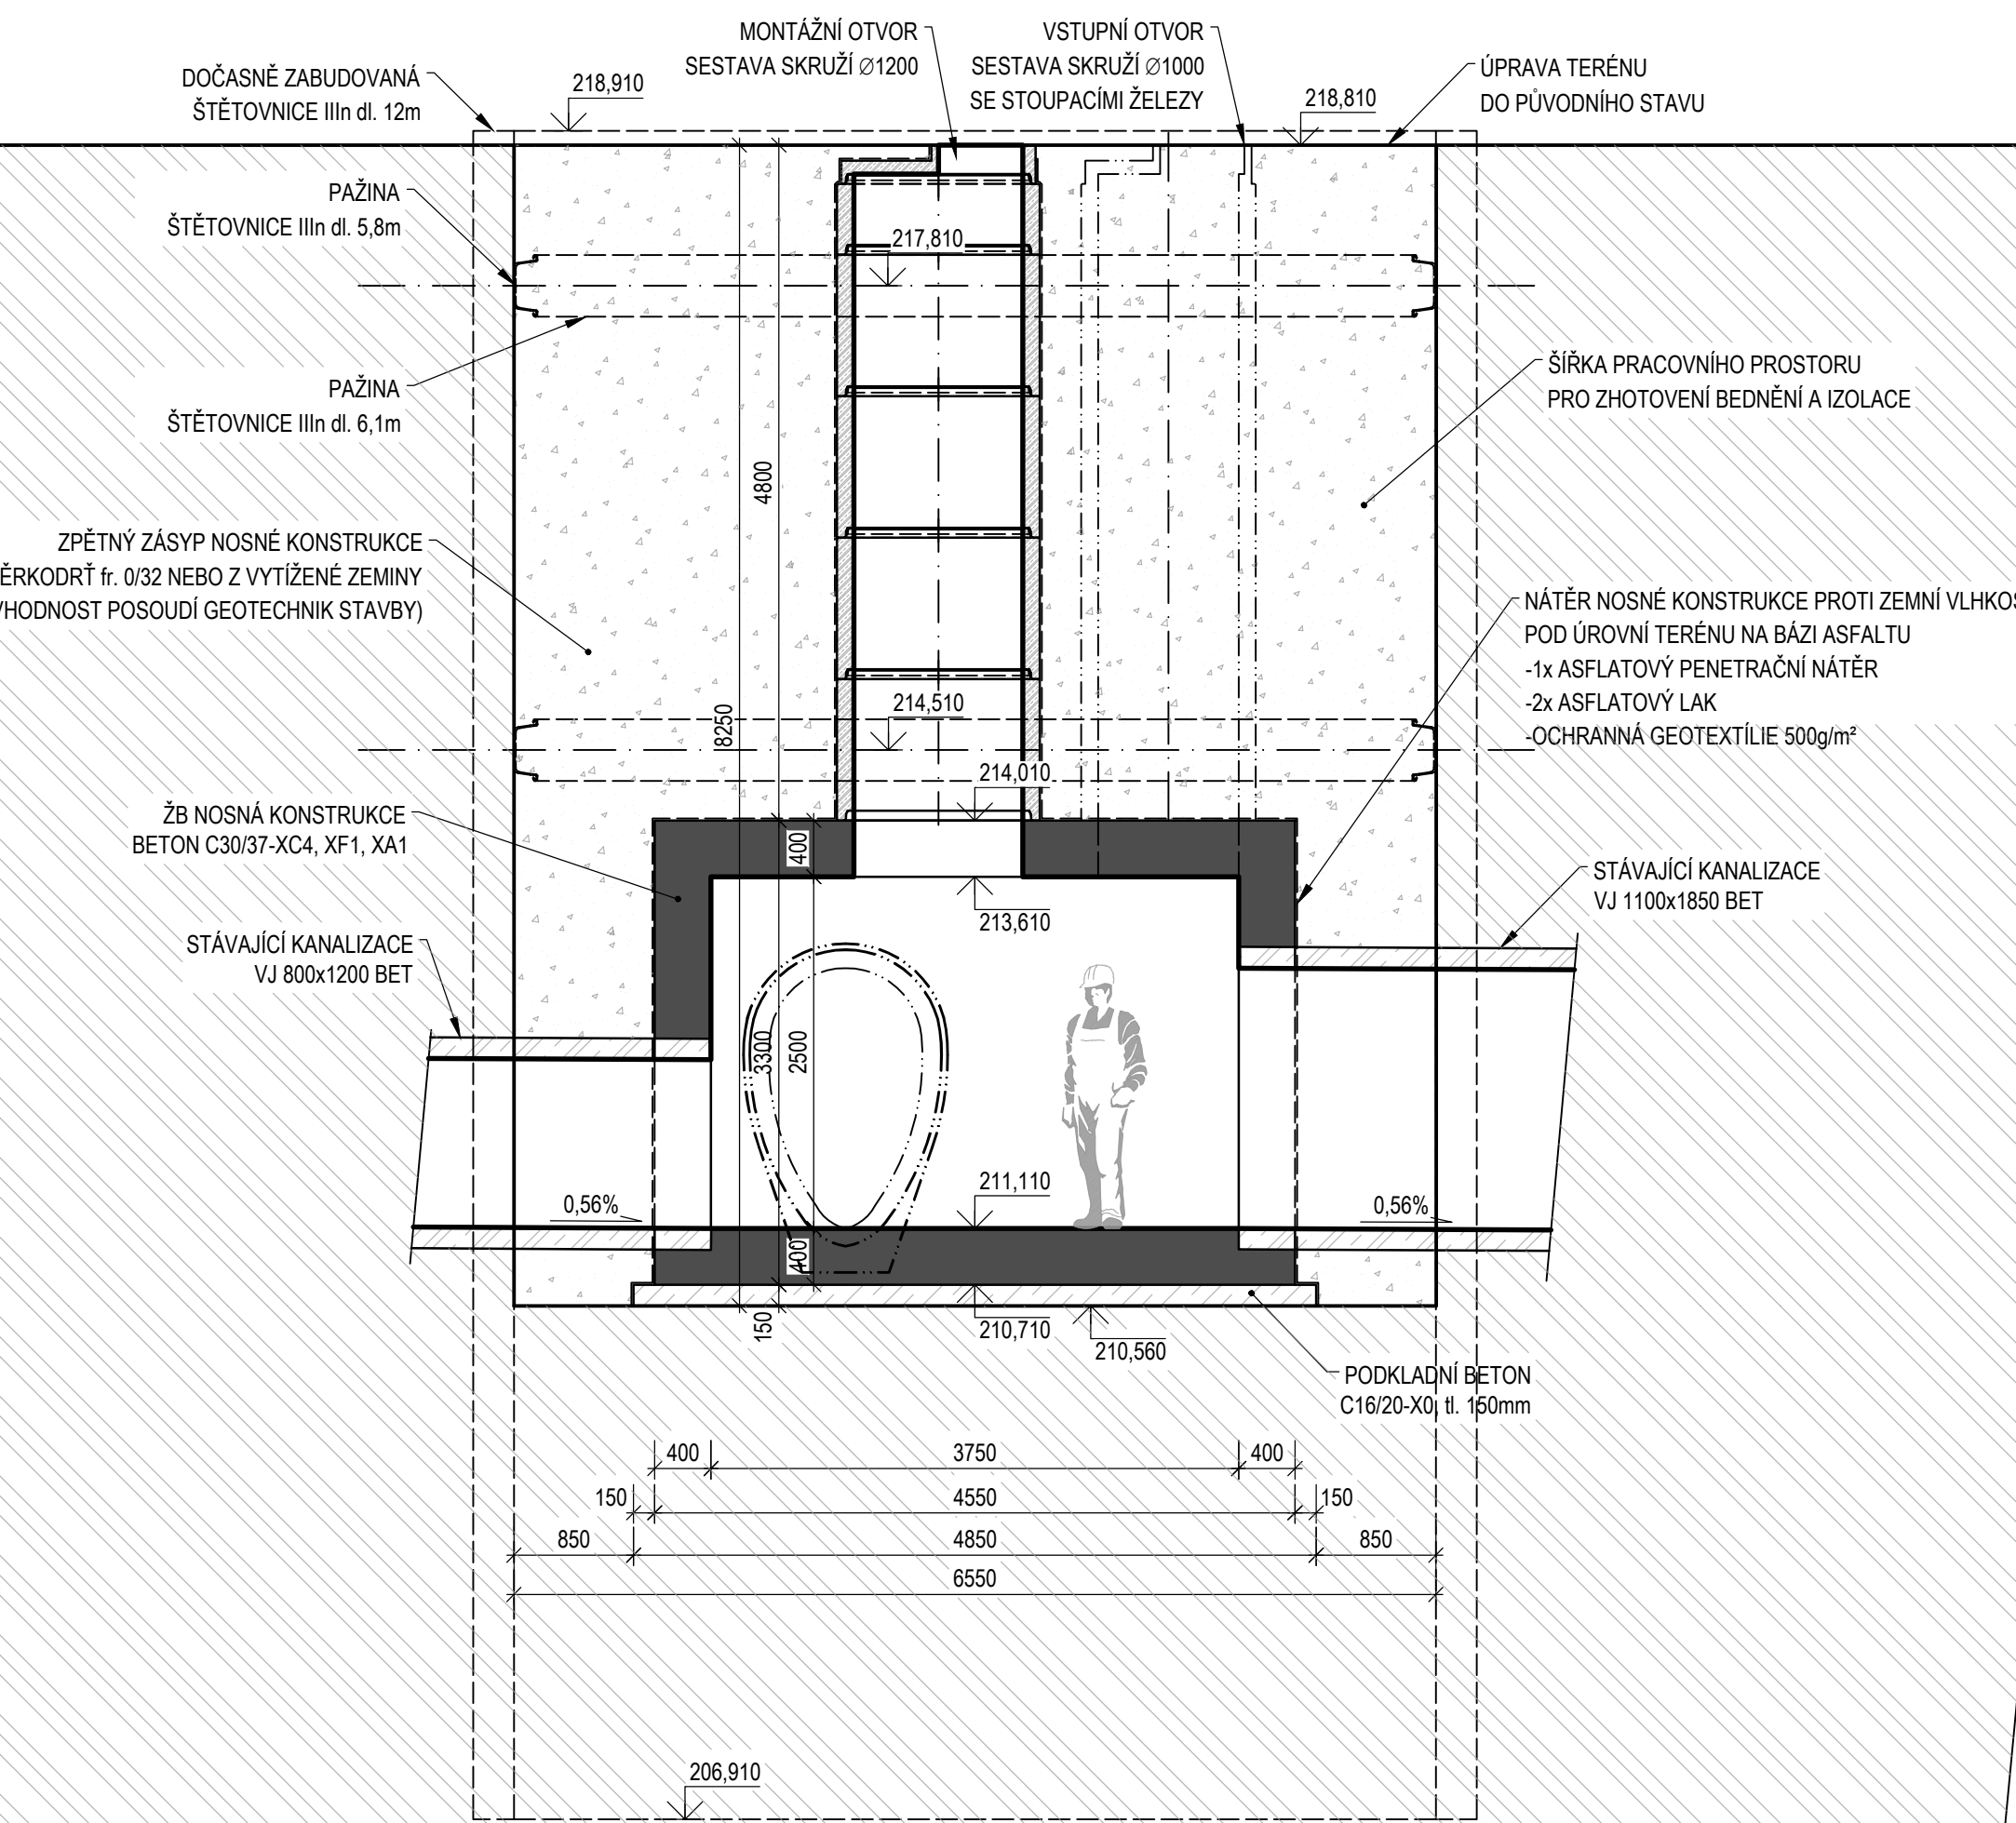 MONTÁŽNÍ OTVOR
SESTAVA SKRUŽÍ Ø1200
VSTUPNÍ OTVOR
SESTAVA SKRUŽÍ Ø1000
SE STOUPACÍMI ŽELEZY
DOČASNĚ ZABUDOVANÁ
ŠTĚTOVNICE IIIn dl. 12m
218,910
218,810
ÚPRAVA TERÉNU
DO PŮVODNÍHO STAVU
PAŽINA
ŠTĚTOVNICE IIIn dl. 5,8m
217,810
PAŽINA
ŠTĚTOVNICE IIIn dl. 6,1m
ŠÍŘKA PRACOVNÍHO PROSTORU
PRO ZHOTOVENÍ BEDNĚNÍ A IZOLACE
4800
ZPĚTNÝ ZÁSYP NOSNÉ KONSTRUKCE
ĚRKODRŤ fr. 0/32 NEBO Z VYTÍŽENÉ ZEMINY
VHODNOST POSOUDÍ GEOTECHNIK STAVBY)
NÁTĚR NOSNÉ KONSTRUKCE PROTI ZEMNÍ VLHKOS
POD ÚROVNÍ TERÉNU NA BÁZI ASFALTU
-1x ASFLATOVÝ PENETRAČNÍ NÁTĚR
-2x ASFLATOVÝ LAK
-OCHRANNÁ GEOTEXTÍLIE 500g/m²
8250
214,510
214,010
ŽB NOSNÁ KONSTRUKCE
BETON C30/37-XC4, XF1, XA1
400
213,610
STÁVAJÍCÍ KANALIZACE
VJ 1100x1850 BET
STÁVAJÍCÍ KANALIZACE
VJ 800x1200 BET
3300
2500
211,110
0,56%
0,56%
400
150
210,710
210,560
PODKLADNÍ BETON
C16/20-X0, tl. 150mm
400
3750
400
150
4550
150
850
4850
850
6550
206,910